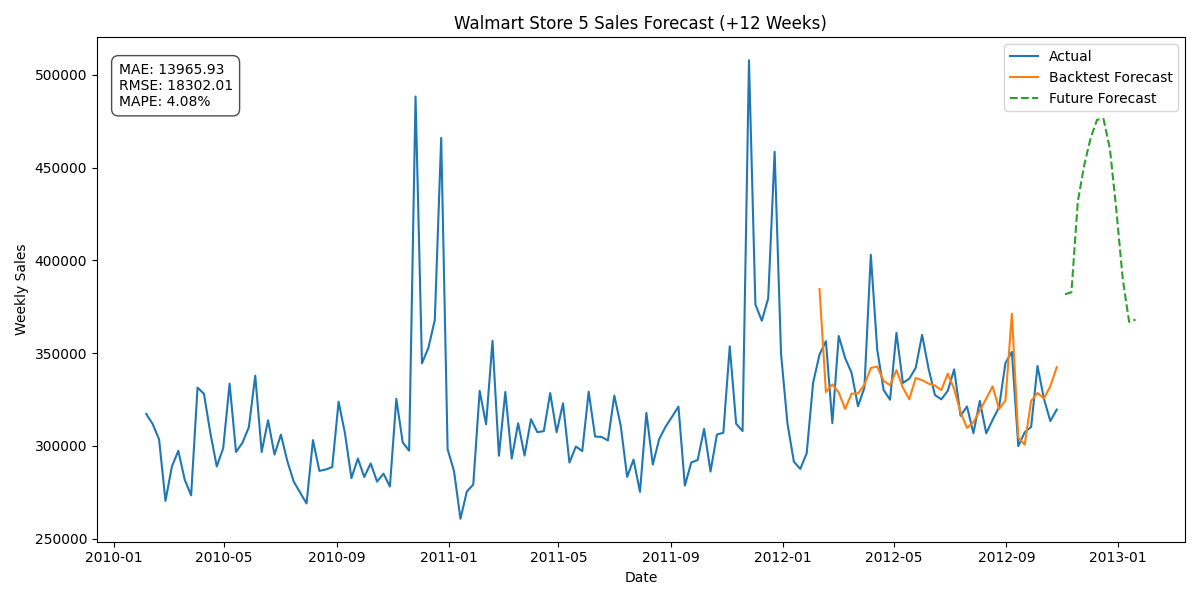 Walmart Store 5 Sales Forecast (+12 Weeks)
MAE: 13965.93
RMSE: 18302.01
MAPE: 4.08%
Actual
Backtest Forecast
Future Forecast
Weekly Sales
500000
450000
400000
350000
300000
250000
2010-01 2010-05 2010-09 2011-01 2011-05 2011-09 2012-01 2012-05 2012-09 2013-01
Date